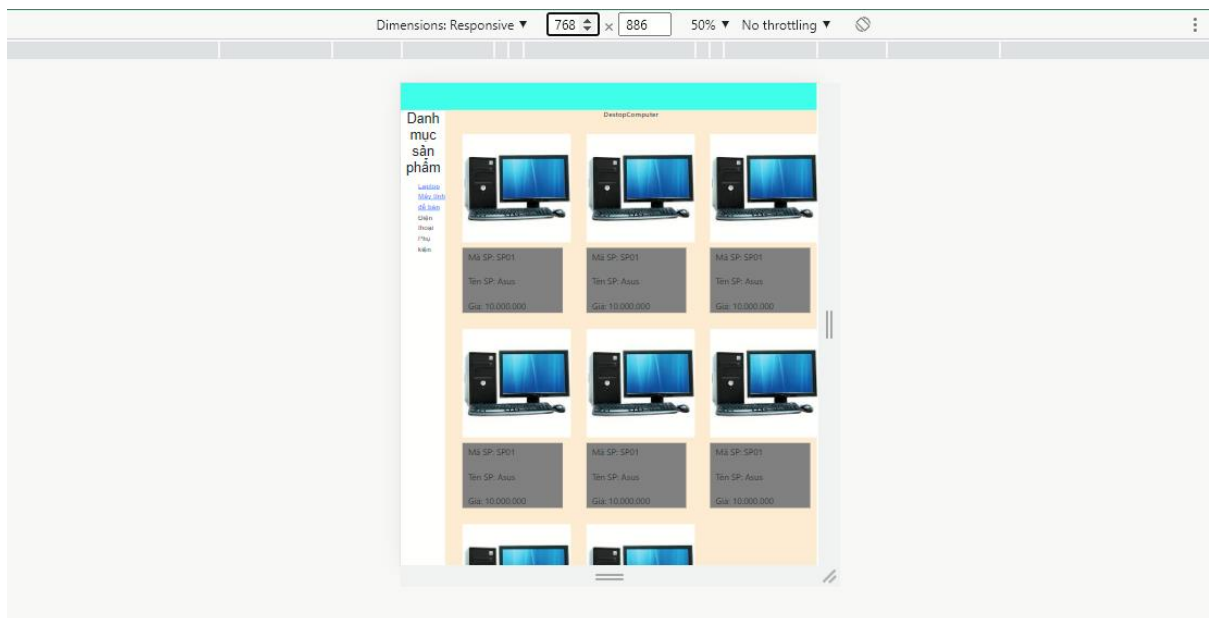 Dimensions: Responsive ▼ 768 × 886 50% ▼ No throttling ▼
DestopComputer
Danh
mục
sản
phẩm
Laptop
Máy tính
để bàn
Điện
thoại
Phụ
kiện
Mã SP: SP01 Mã SP: SP01 Mã SP: SP01
Tên SP: Asus Tên SP: Asus Tên SP: Asus
Giá: 10.000.000 Giá: 10.000.000 Giá: 10.000.000
Mã SP: SP01 Mã SP: SP01 Mã SP: SP01
Tên SP: Asus Tên SP: Asus Tên SP: Asus
Giá: 10.000.000 Giá: 10.000.000 Giá: 10.000.000